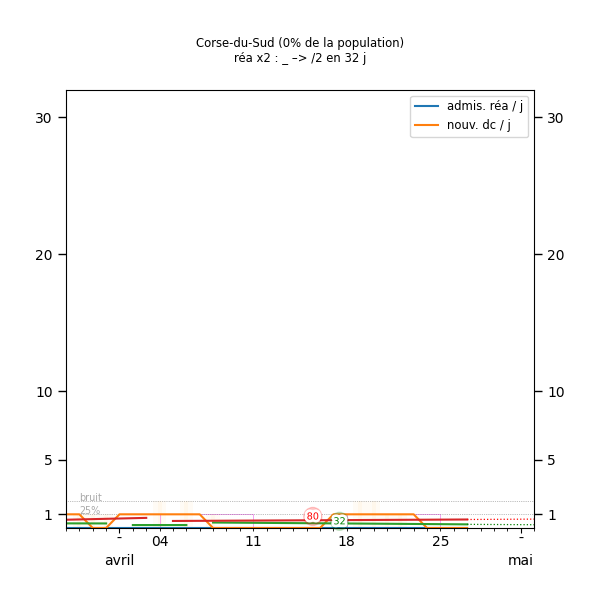 Corse-du-Sud (0% de la population)
réa x2 : _ –> /2 en 32 j
admis. réa / j
nouv. dc / j
30 30
20 20
10 10
5 5
bruit
25%
1 80 32 1
- 04 11 18 25 -
avril mai